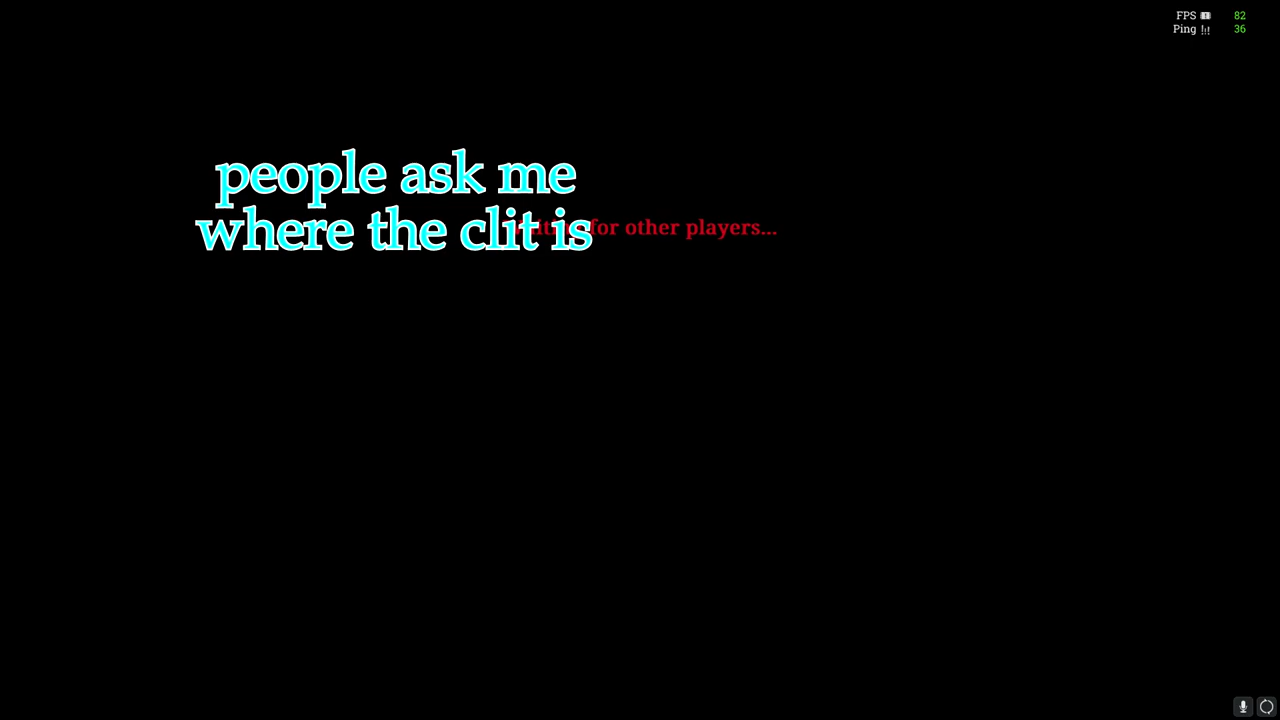 FPS 82
Ping 36
people ask me
where the clit is
for other players...